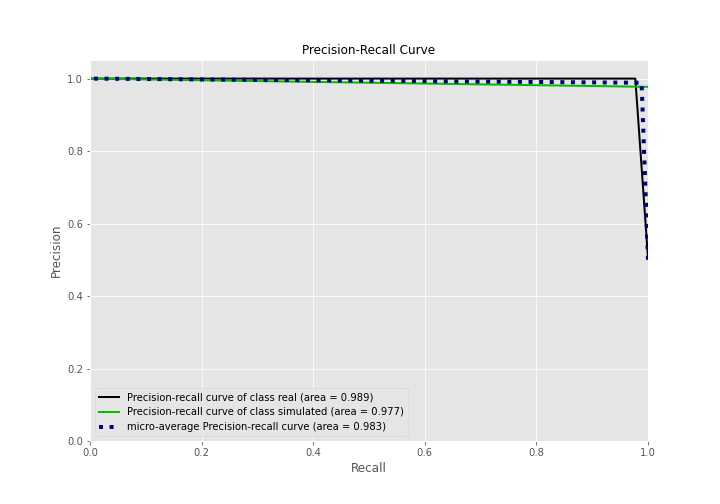 Precision-Recall Curve
1.0
0.8
0.6
0.4
0.2
0.0
Precision
Precision-recall curve of class real (area = 0.989)
Precision-recall curve of class simulated (area = 0.977)
micro-average Precision-recall curve (area = 0.983)
0.0 0.2 0.4 0.6 0.8 1.0
Recall